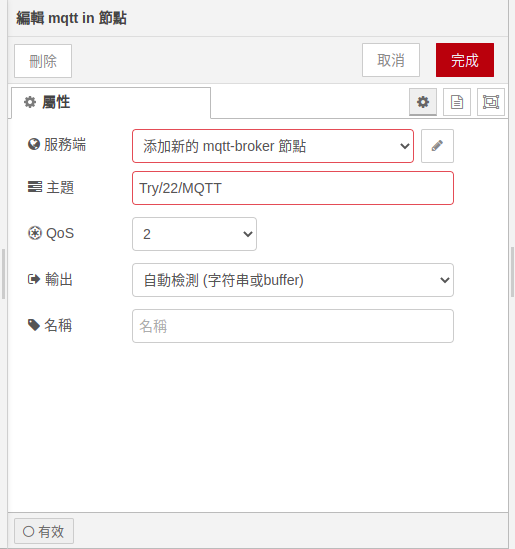 編輯 mqtt in 節點
刪除
取消
完成
屬性
服務端
添加新的 mqtt-broker 節點
主題
Try/22/MQTT
QoS
2
輸出
自動檢測 (字符串或buffer)
名稱
名稱
有效